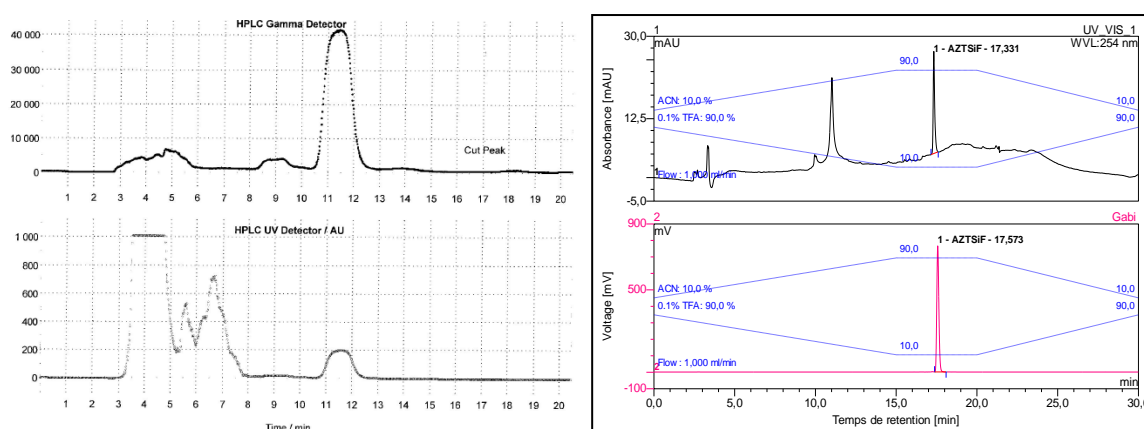 HPLC Gamma Detector
40 000
30 000
20 000
10 000
0
Cut Peak
1 2 3 4 5 6 7 8 9 10 11 12 13 14 15 16 17 18 19 20
HPLC UV Detector / AU
1 000
800
600
400
200
0
1 2 3 4 5 6 7 8 9 10 11 12 13 14 15 16 17 18 19 20
Time / min
1 UV_VIS_1
30,0 mAU WVL:254 nm
1 - AZTSiF - 17,331
90,0
Absorbance [mAU]
ACN: 10,0 % 10,0
12,5 0.1% TFA: 90,0 % 90,0
10,0
1
Flow : 1,000 ml/min
-5,0
900 2 Gabi
mV
1 - AZTSiF - 17,573
90,0
Voltage [mV]
ACN: 10,0 % 10,0
500 0.1% TFA: 90,0 % 90,0
10,0
Flow : 1,000 ml/min
2
-100 min
0,0 5,0 10,0 15,0 20,0 25,0 30,0
Temps de retention [min]